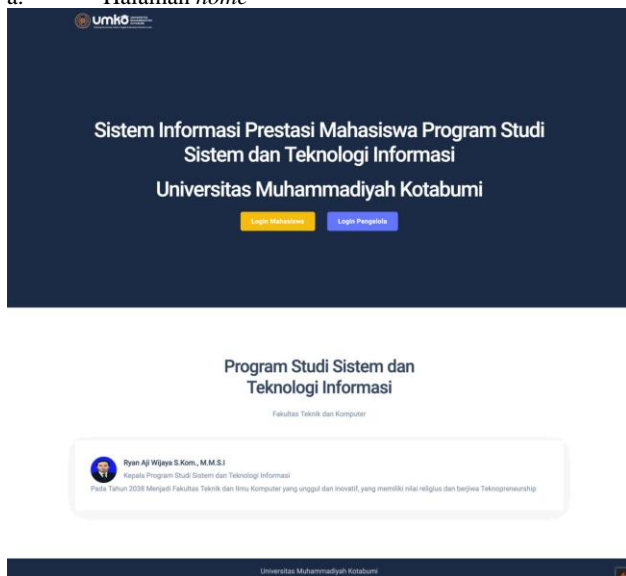 a. Halaman home
umkō
Sistem Informasi Prestasi Mahasiswa Program Studi
Sistem dan Teknologi Informasi
Universitas Muhammadiyah Kotabumi
Login Mahasiswa
Login Pengelola
Program Studi Sistem dan
Teknologi Informasi
Fakultas Teknik dan Komputer
Ryan Aji Wijaya S.Kom., M.M.S.I
Kepala Program Studi Sistem dan Teknologi Informasi
Pada Tahun 2038 Menjadi Fakultas Teknik dan Ilmu Komputer yang unggul dan inovatif, yang memiliki nilai religius dan berjiwa Teknopreneurship
Universitas Muhammadiyah Kotabumi